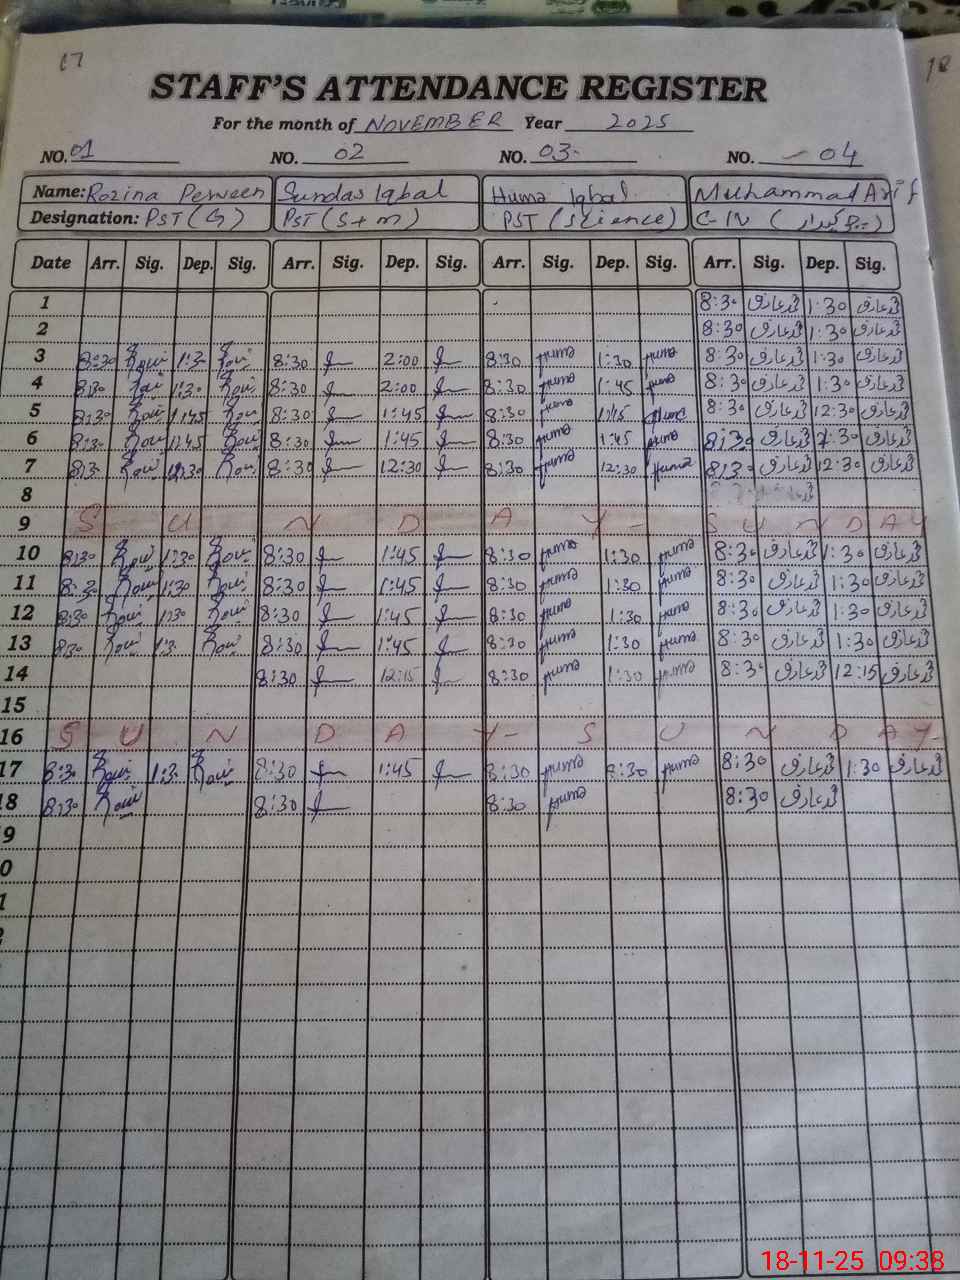 17
18
STAFF'S ATTENDANCE REGISTER
For the month of NOVEMBER Year 2025
NO. 01 NO. 02 NO. 03- NO. - 04
Name: Rozina Perveen Sundas Iqbal Huma Iqbal Muhammad Arif
Designation: PST (G) PST (S+m) PST (Science) C-IV (چوکیدار)
Date Arr. Sig. Dep. Sig. Arr. Sig. Dep. Sig. Arr. Sig. Dep. Sig. Arr. Sig. Dep. Sig.
1 8:30 محمد عارف 1:30 محمد عارف
2 8:30 محمد عارف 1:30 محمد عارف
3 8:30 1:30 8:30 2:00 8:30 Huma 1:30 Huma 8:30 محمد عارف 1:30 محمد عارف
4 8:30 1:30 8:30 2:00 8:30 Huma 1:45 Huma 8:30 محمد عارف 1:30 محمد عارف
5 8:30 1:45 8:30 1:45 8:30 Huma 1:45 Huma 8:30 محمد عارف 12:30 محمد عارف
6 8:30 1:45 8:30 1:45 8:30 Huma 1:45 Huma 8:30 محمد عارف محمد عارف
7 8:30 12:30 8:30 12:30 8:30 Huma 12:30 Huma 8:30 محمد عارف 12:30 محمد عارف
8
9 S U N D A Y - S U N D A Y
10 8:30 1:30 8:30 1:45 8:30 Huma 1:30 Huma 8:30 محمد عارف 1:30 محمد عارف
11 8:30 1:30 8:30 1:45 8:30 Huma 1:30 Huma 8:30 محمد عارف 1:30 محمد عارف
12 8:30 1:30 8:30 1:45 8:30 Huma 1:30 Huma 8:30 محمد عارف 1:30 محمد عارف
13 8:30 1:3 8:30 1:45 8:30 Huma 1:30 Huma 8:30 محمد عارف 1:30 محمد عارف
14 8:30 12:15 8:30 Huma 1:30 Huma 8:30 محمد عارف 12:15 محمد عارف
15
16 S U N D A Y - S U N D A Y
17 8:30 1:3 8:30 1:45 8:30 Huma 8:30 Huma 8:30 محمد عارف 1:30 محمد عارف
18 8:30 8:30 8:30 Huma 8:30 محمد عارف
9
0
1
2
18-11-25 09:38